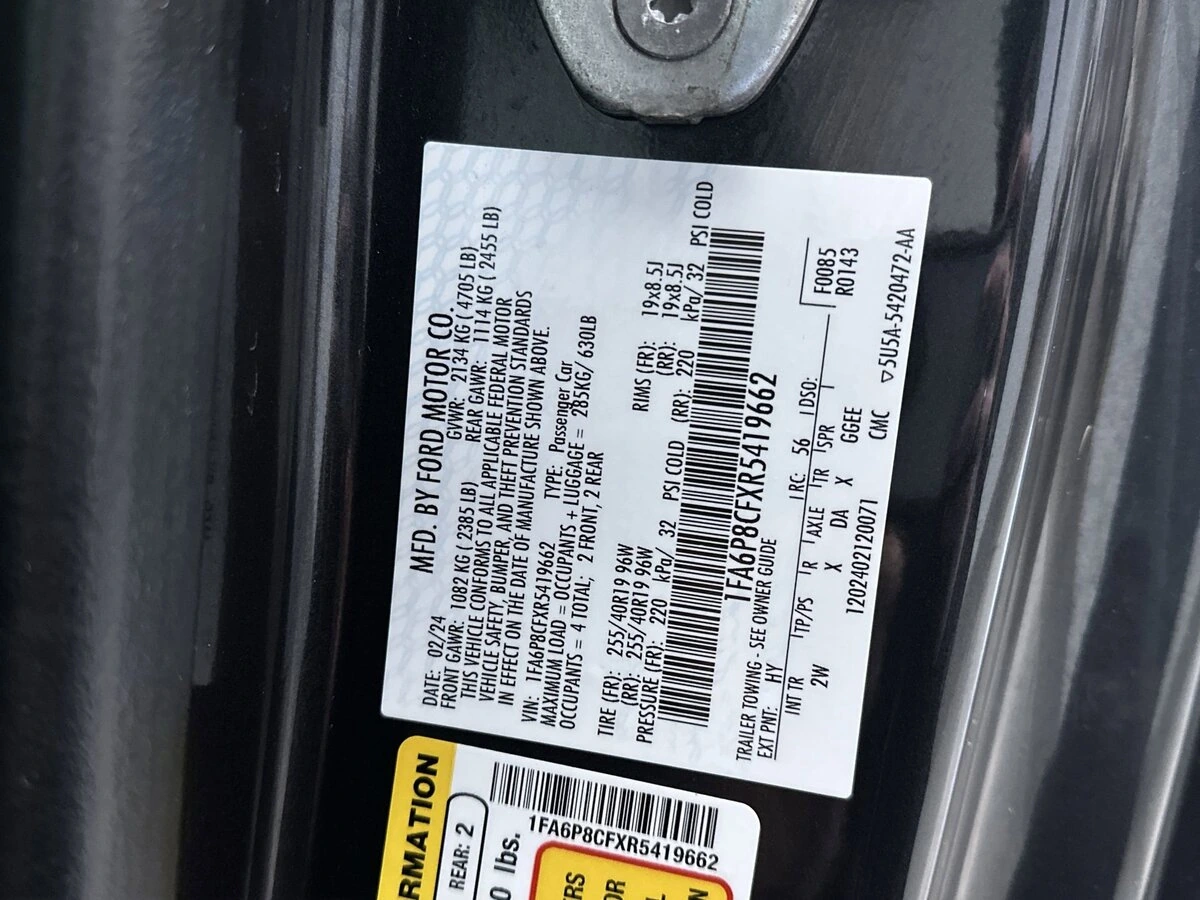 MFD. BY FORD MOTOR CO.
DATE: 02/24 GVWR: 2134 KG ( 4705 LB)
FRONT GAWR: 1082 KG ( 2385 LB) REAR GAWR: 1114 KG ( 2455 LB)
THIS VEHICLE CONFORMS TO ALL APPLICABLE FEDERAL MOTOR
VEHICLE SAFETY, BUMPER, AND THEFT PREVENTION STANDARDS
IN EFFECT ON THE DATE OF MANUFACTURE SHOWN ABOVE.
VIN: 1FA6P8CFXR5419662 TYPE: Passenger Car
MAXIMUM LOAD = OCCUPANTS + LUGGAGE = 285KG/ 630LB
OCCUPANTS = 4 TOTAL; 2 FRONT, 2 REAR
TIRE (FR): 255/40R19 96W RIMS (FR): 19x8.5J
(RR): 255/40R19 96W (RR): 19x8.5J
PRESSURE (FR): 220 kPa/ 32 PSI COLD (RR): 220 kPa/ 32 PSI COLD
1FA6P8CFXR5419662
TRAILER TOWING - SEE OWNER GUIDE
EXT PNT: HY RC: 56 DSO: F0085
INT TR TP/PS R AXLE TR SPR R0143
2W X DA X GGEE
1202402120071 CMC ▽5U5A-5420472-AA
RMATION
REAR: 2
0 lbs.
1FA6P8CFXR5419662
ERS
OR
L
N